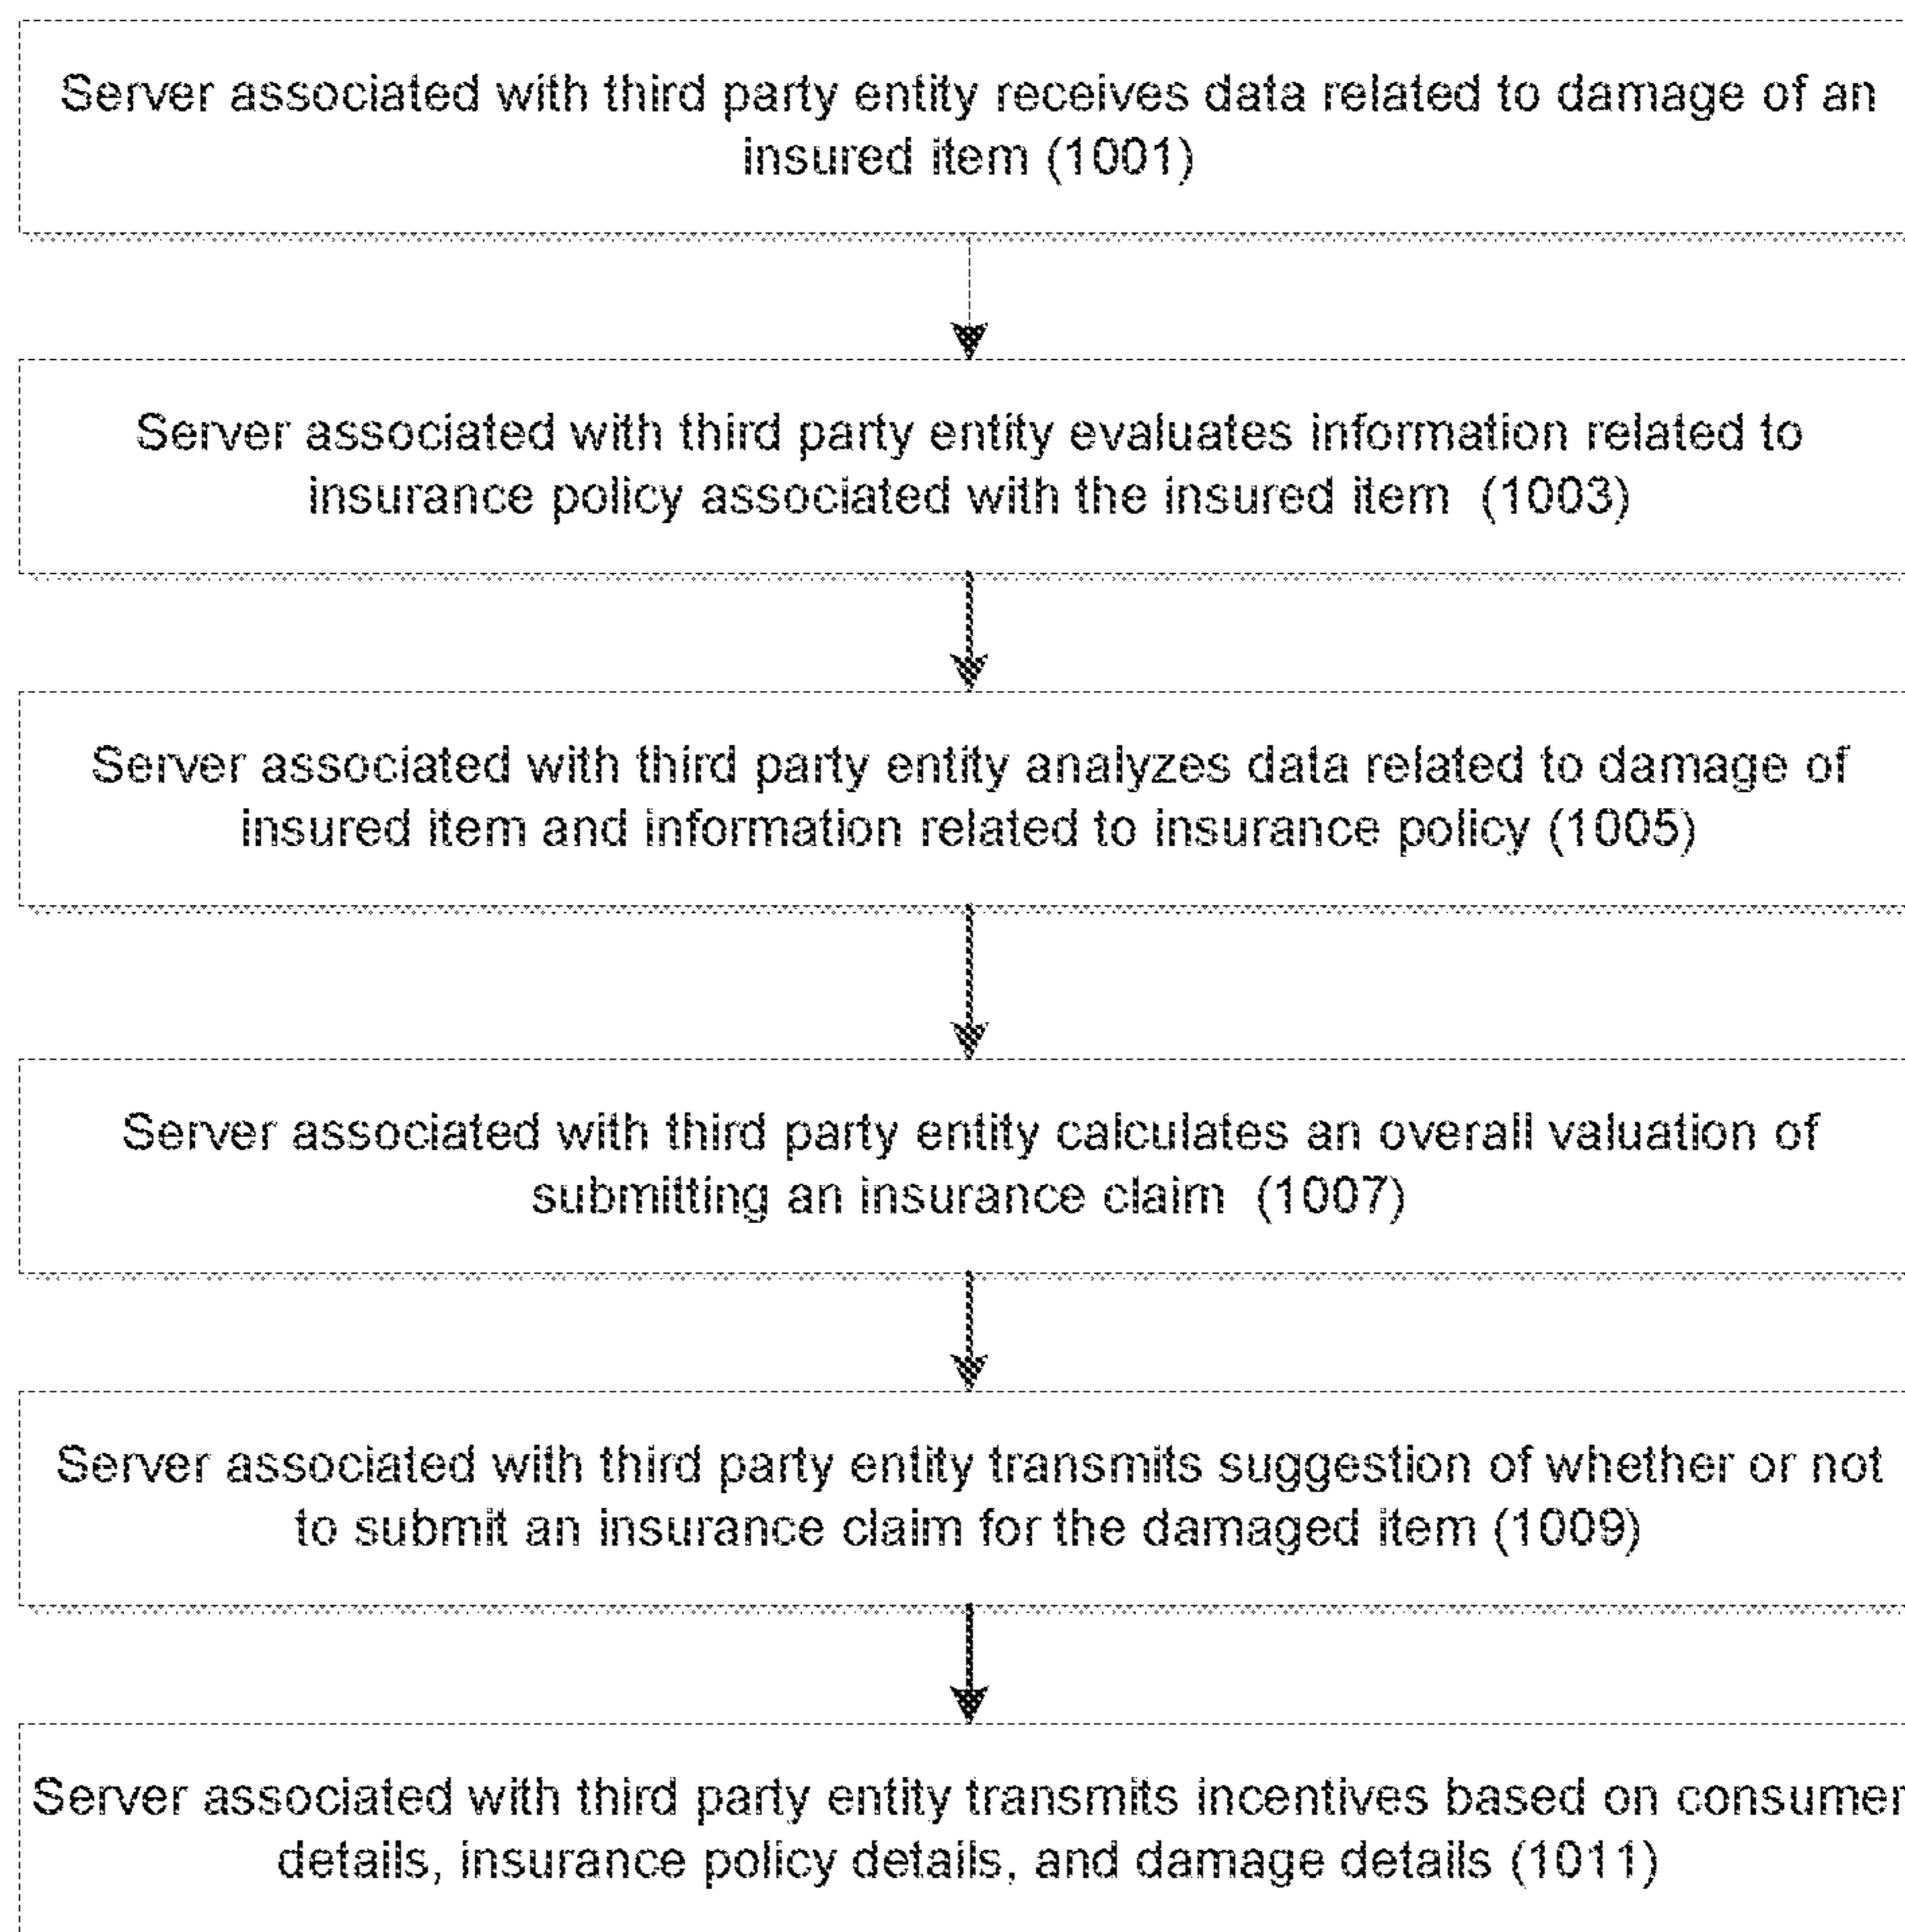 Server associated with third party entity receives data related to damage of an
insured item (1001)
Server associated with third party entity evaluates information related to
insurance policy associated with the insured item (1003)
Server associated with third party entity analyzes data related to damage of
insured item and information related to insurance policy (1005)
Server associated with third party entity calculates an overall valuation of
submitting an insurance claim (1007)
Server associated with third party entity transmits suggestion of whether or not
to submit an insurance claim for the damaged item (1009)
Server associated with third party entity transmits incentives based on consumer
details, insurance policy details, and damage details (1011)